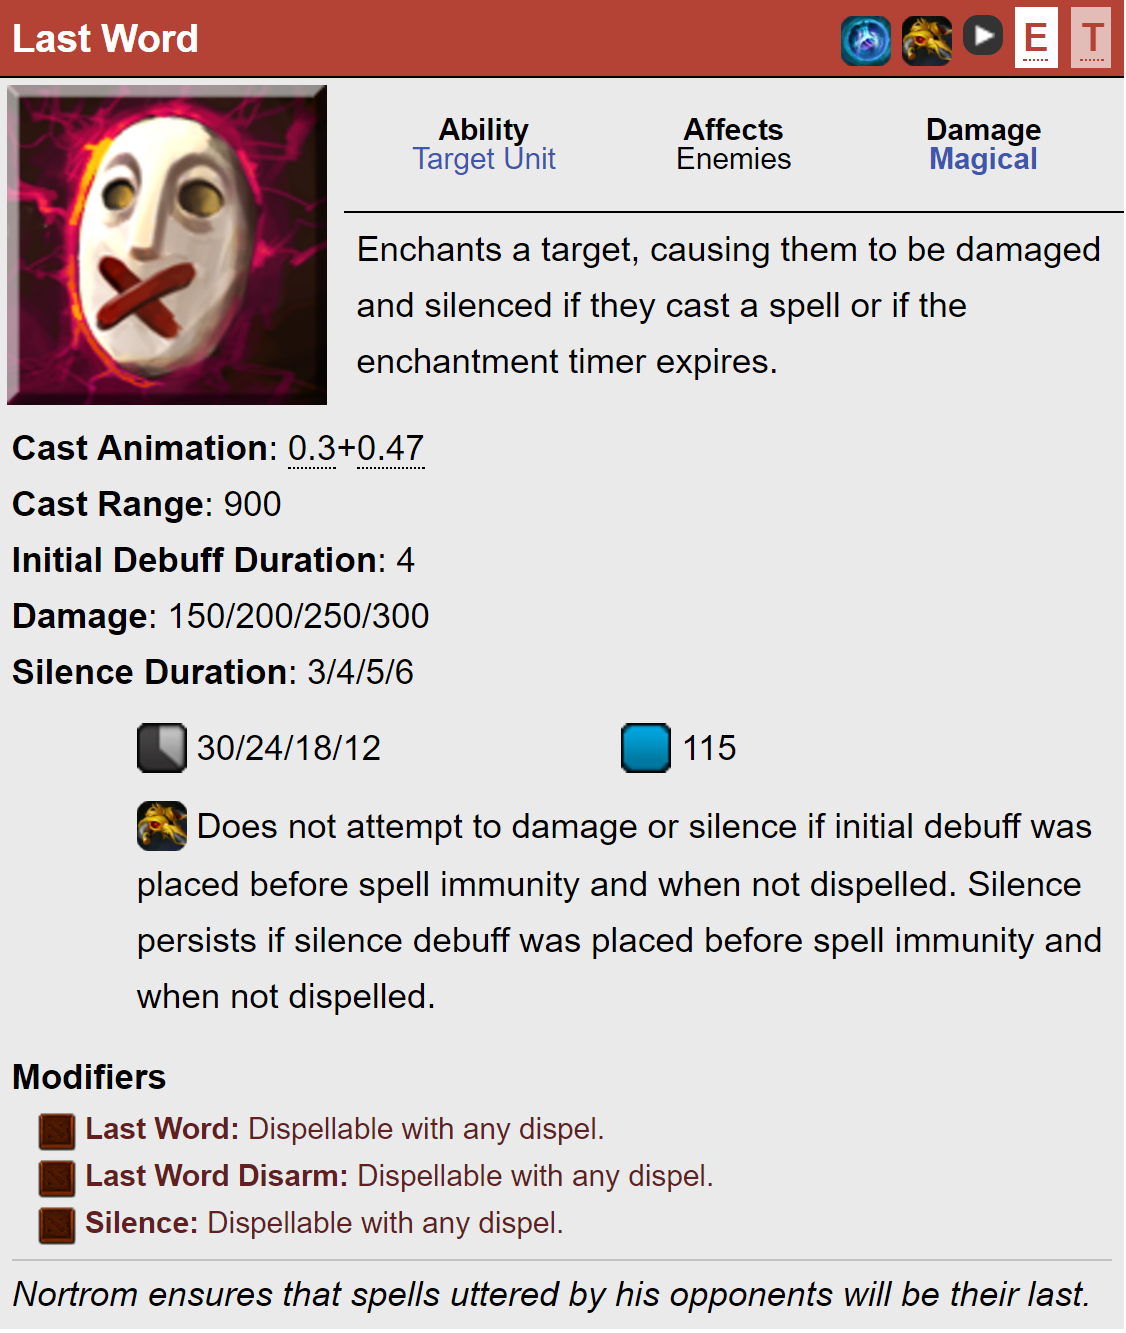 Last Word
E
T
Ability
Target Unit
Affects
Enemies
Damage
Magical
Enchants a target, causing them to be damaged
and silenced if they cast a spell or if the
enchantment timer expires.
Cast Animation: 0.3+0.47
Cast Range: 900
Initial Debuff Duration: 4
Damage: 150/200/250/300
Silence Duration: 3/4/5/6
30/24/18/12
115
Does not attempt to damage or silence if initial debuff was
placed before spell immunity and when not dispelled. Silence
persists if silence debuff was placed before spell immunity and
when not dispelled.
Modifiers
Last Word: Dispellable with any dispel.
Last Word Disarm: Dispellable with any dispel.
Silence: Dispellable with any dispel.
Nortrom ensures that spells uttered by his opponents will be their last.